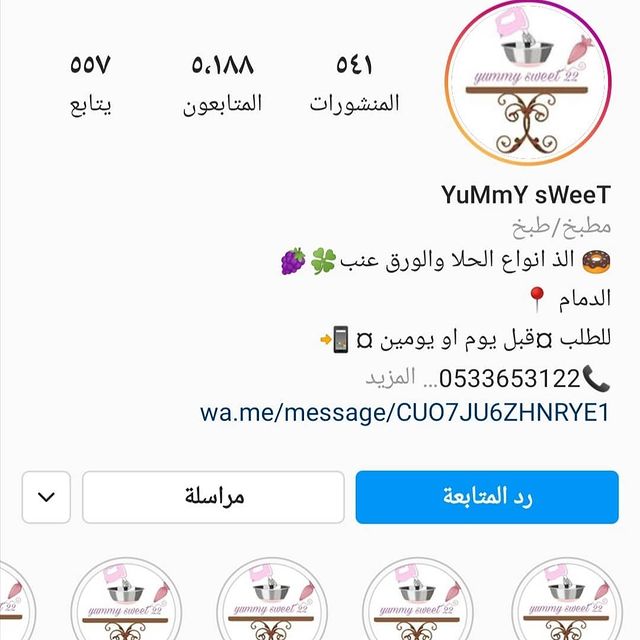 yummy sweet 22
٥٤١ ٥،١٨٨ ٥٥٧
المنشورات المتابعون يتابع
YuMmY sWeeT
مطبخ/طبخ
🍩 الذ انواع الحلا والورق عنب🍀🍇
الدمام 📍
للطلب ¤قبل يوم او يومين ¤ 📲
📞0533653122... المزيد
wa.me/message/CUO7JU6ZHNRYE1
رد المتابعة مراسلة
yummy sweet 22 yummy sweet 22 yummy sweet 22 yummy sweet 22 22